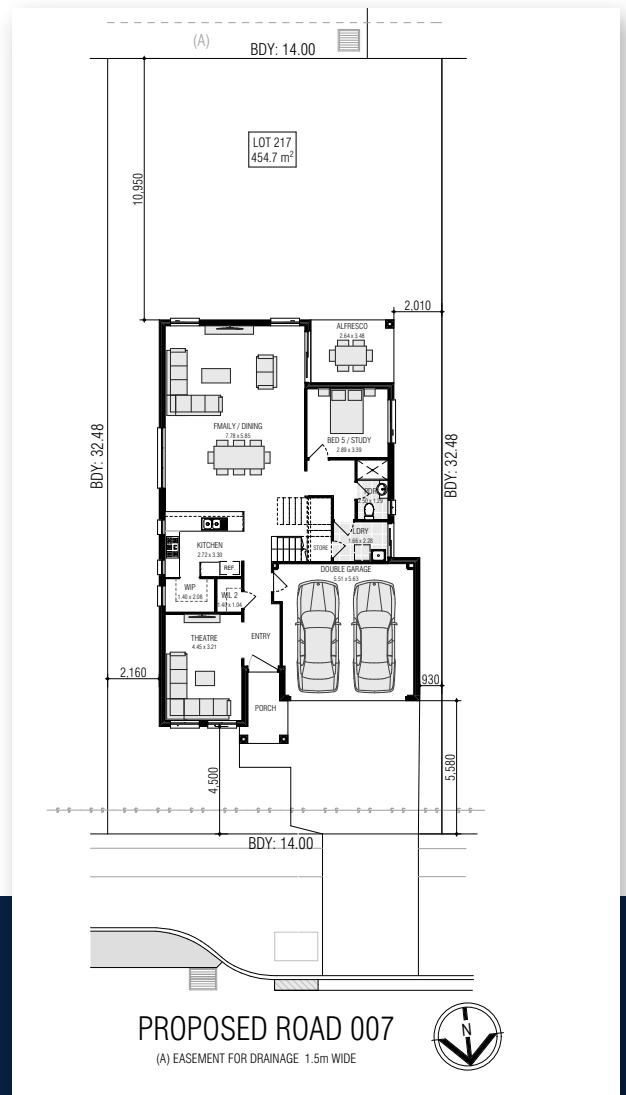 (A)
BDY: 14.00
LOT 217
454.7 m²
10,950
2,010
ALFRESCO
2.64 x 3.48
BDY: 32.48
BDY: 32.48
FMAILY / DINING
7.78 x 5.85
BED 5 / STUDY
2.89 x 3.39
LDRY
1.66 x 2.28
STORE
KITCHEN
2.72 x 3.30
REF.
DOUBLE GARAGE
5.51 x 5.63
WIP
1.40 x 2.08
THEATRE
4.45 x 3.21
ENTRY
2,160
930
PORCH
4,500
5,580
BDY: 14.00
PROPOSED ROAD 007
N
(A) EASEMENT FOR DRAINAGE 1.5m WIDE